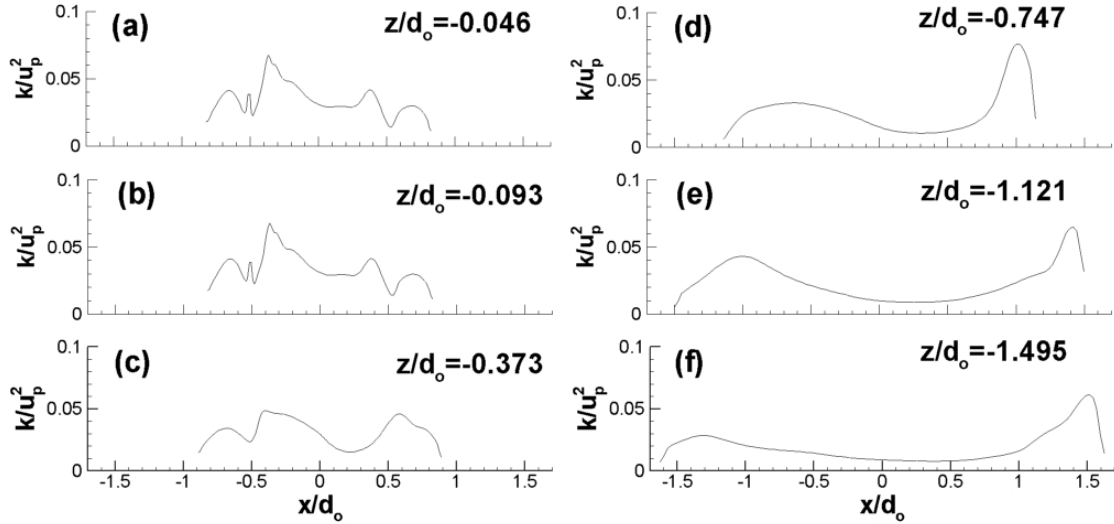 (a) z/dₒ=-0.046
k/u²ₚ
0.1
0.05
0
(b) z/dₒ=-0.093
k/u²ₚ
0.1
0.05
0
(c) z/dₒ=-0.373
k/u²ₚ
0.1
0.05
0
-1.5 -1 -0.5 0 0.5 1 1.5
x/dₒ
(d) z/dₒ=-0.747
k/u²ₚ
0.1
0.05
0
(e) z/dₒ=-1.121
k/u²ₚ
0.1
0.05
0
(f) z/dₒ=-1.495
k/u²ₚ
0.1
0.05
0
-1.5 -1 -0.5 0 0.5 1 1.5
x/dₒ